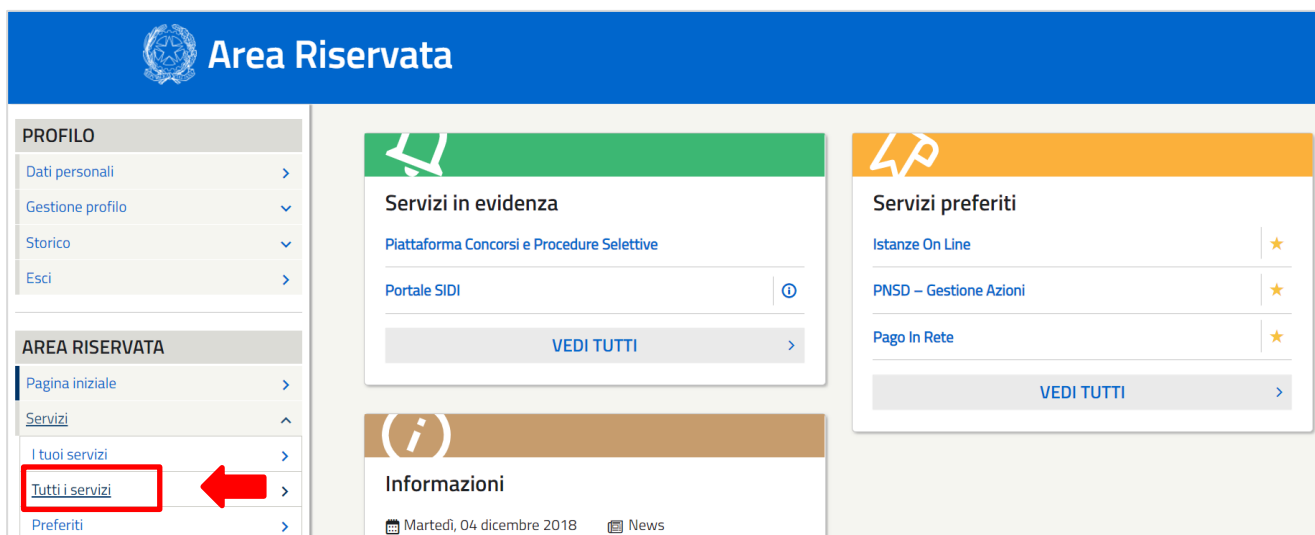 Area Riservata
PROFILO
Dati personali
Gestione profilo
Storico
Esci
AREA RISERVATA
Pagina iniziale
Servizi
I tuoi servizi
Tutti i servizi
Preferiti
Servizi in evidenza
Piattaforma Concorsi e Procedure Selettive
Portale SIDI
VEDI TUTTI
Informazioni
Martedì, 04 dicembre 2018 News
Servizi preferiti
Istanze On Line
PNSD – Gestione Azioni
Pago In Rete
VEDI TUTTI